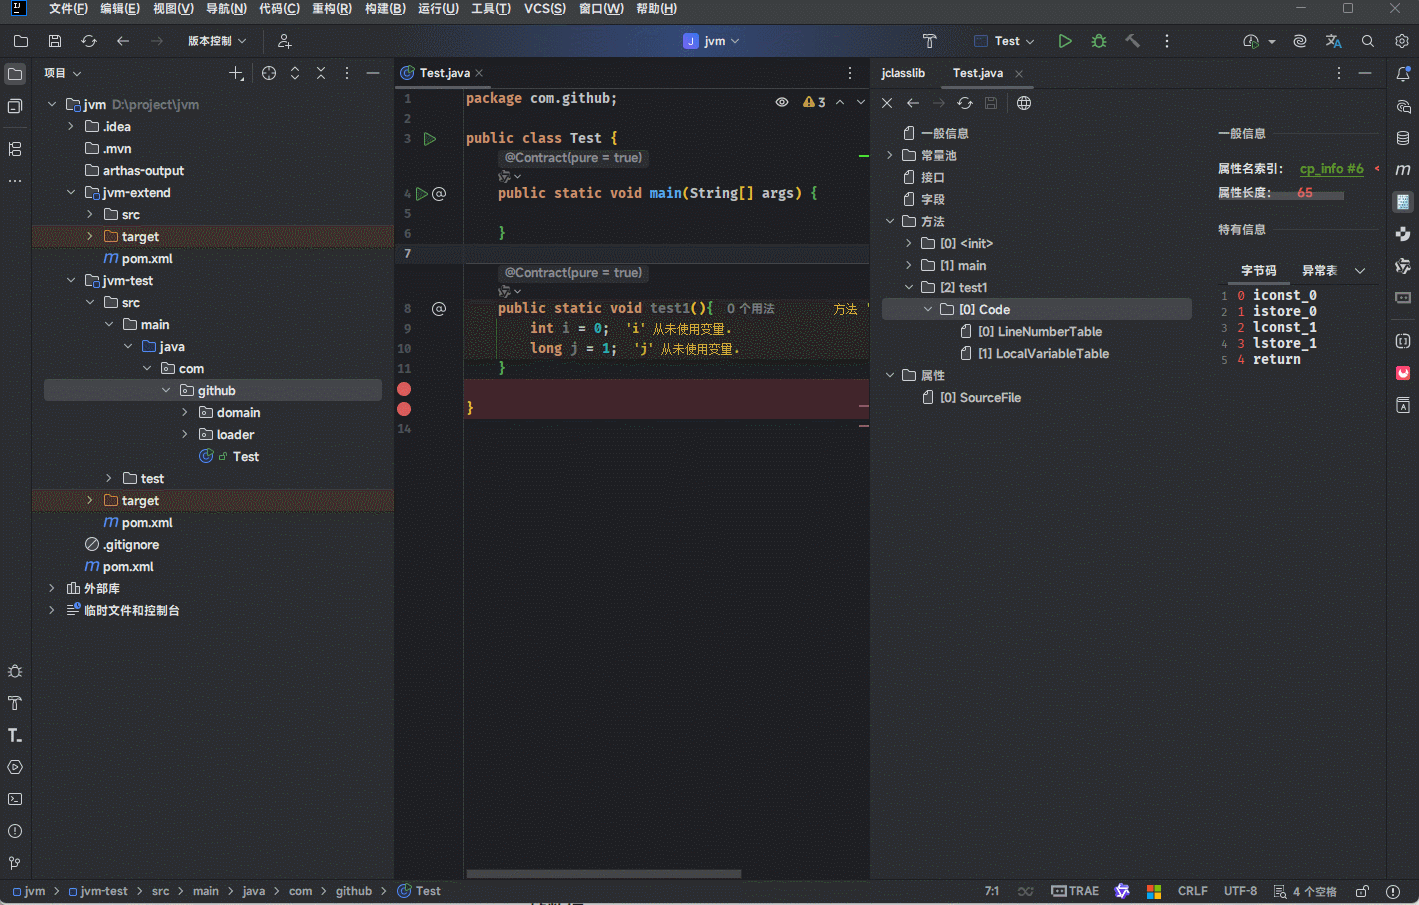 文件(F) 编辑(E) 视图(V) 导航(N) 代码(C) 重构(R) 构建(B) 运行(U) 工具(T) VCS(S) 窗口(W) 帮助(H)
版本控制
J jvm
Test
项目
jvm D:\project\jvm
.idea
.mvn
arthas-output
jvm-extend
src
target
pom.xml
jvm-test
src
main
java
com
github
domain
loader
Test
test
target
pom.xml
.gitignore
pom.xml
外部库
临时文件和控制台
Test.java
3
1 package com.github;
2
3 public class Test {
@Contract(pure = true)
4 public static void main(String[] args) {
5
6 }
7
@Contract(pure = true)
8 public static void test1(){ 0 个用法 方法 '
9 int i = 0; 'i' 从未使用变量.
10 long j = 1; 'j' 从未使用变量.
11 }
}
14
jclasslib Test.java
一般信息
常量池
接口
字段
方法
[0] <init>
[1] main
[2] test1
[0] Code
[0] LineNumberTable
[1] LocalVariableTable
属性
[0] SourceFile
一般信息
属性名索引: cp_info #6 <
属性长度: 65
特有信息
字节码 异常表
1 0 iconst_0
2 1 istore_0
3 2 lconst_1
4 3 lstore_1
5 4 return
jvm > jvm-test > src > main > java > com > github > Test
7:1 TRAE CRLF UTF-8 4 个空格